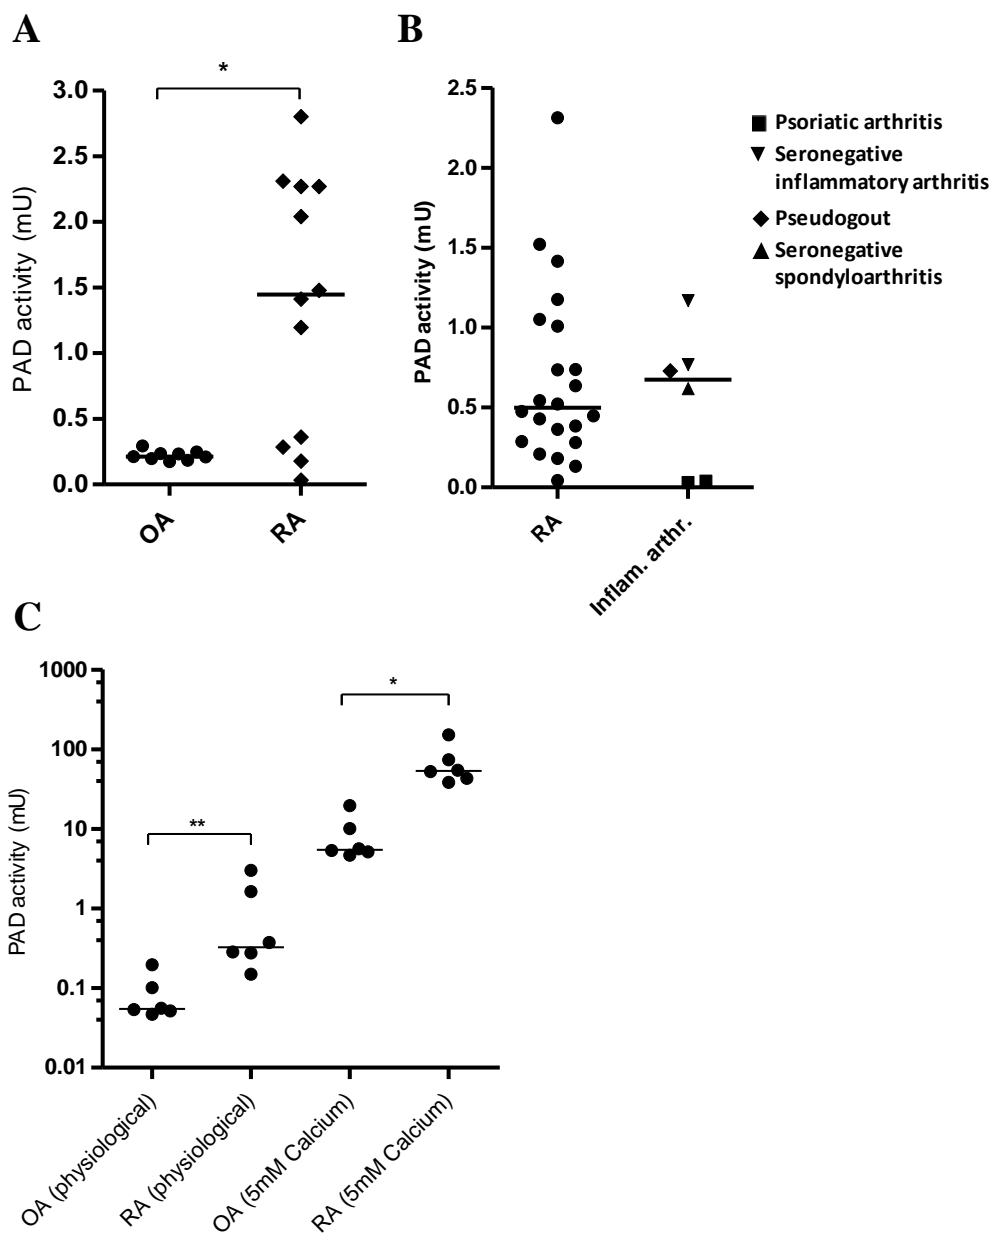 A
*
3.0
2.5
2.0
1.5
1.0
0.5
0.0
PAD activity (mU)
OA
RA
B
2.5
2.0
1.5
1.0
0.5
0.0
PAD activity (mU)
RA
Inflam. arthr.
Psoriatic arthritis
Seronegative
inflammatory arthritis
Pseudogout
Seronegative
spondyloarthritis
C
1000
100
10
1
0.1
0.01
PAD activity (mU)
**
*
OA (physiological)
RA (physiological)
OA (5mM Calcium)
RA (5mM Calcium)